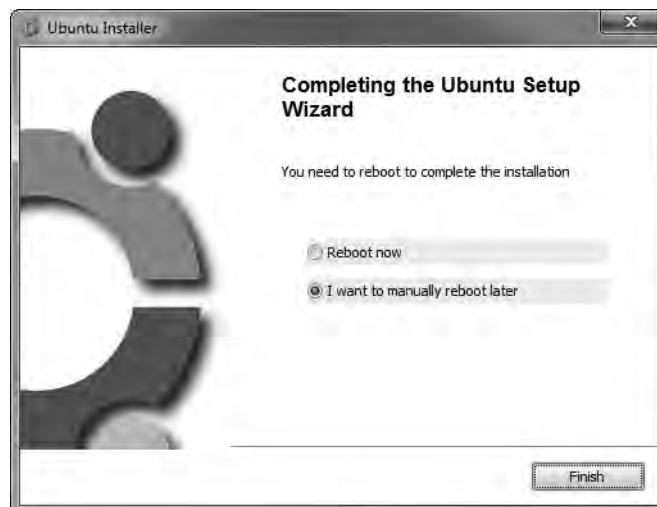 Ubuntu Installer
x
Completing the Ubuntu Setup
Wizard
You need to reboot to complete the installation
Reboot now
I want to manually reboot later
Finish